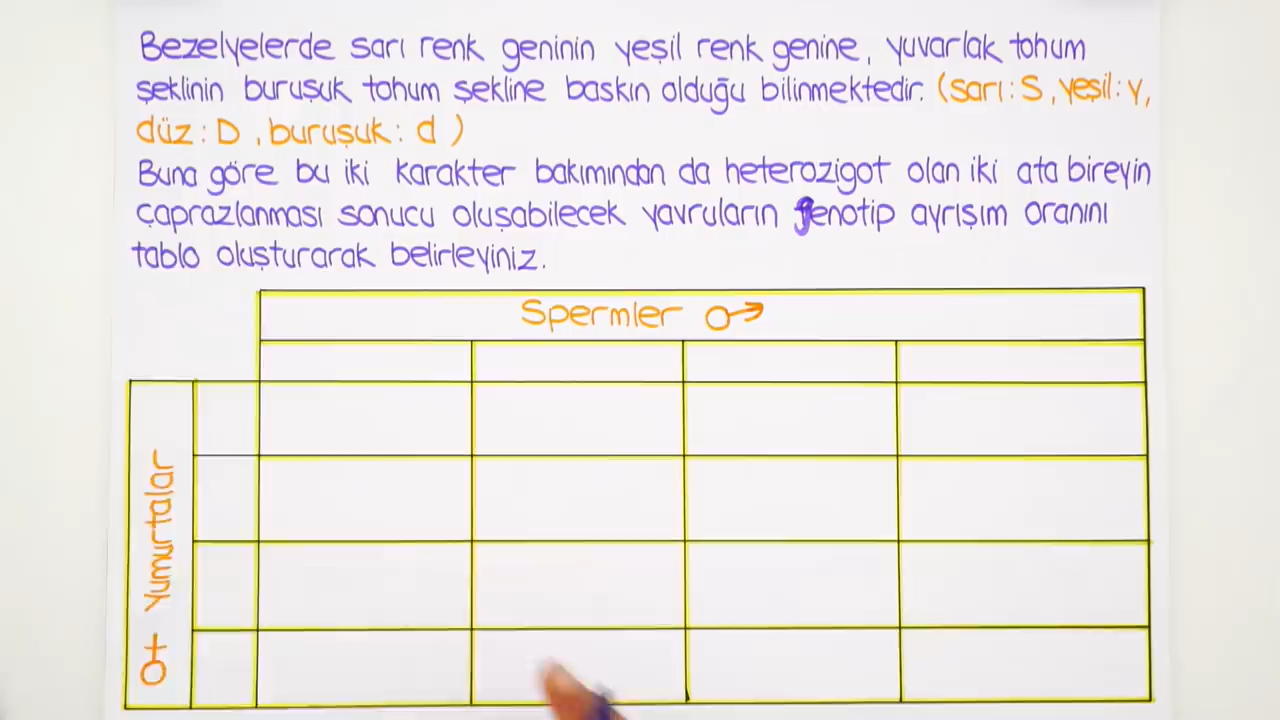 Bezelyelerde sarı renk geninin yeşil renk genine, yuvarlak tohum
şeklinin buruşuk tohum şekline baskın olduğu bilinmektedir. (sarı: S, yeşil: Y,
düz: D, buruşuk: d)
Buna göre bu iki karakter bakımından da heterozigot olan iki ata bireyin
çaprazlanması sonucu oluşabilecek yavruların genotip ayrışım oranını
tablo oluşturarak belirleyiniz.
Spermler
Yumurtalar